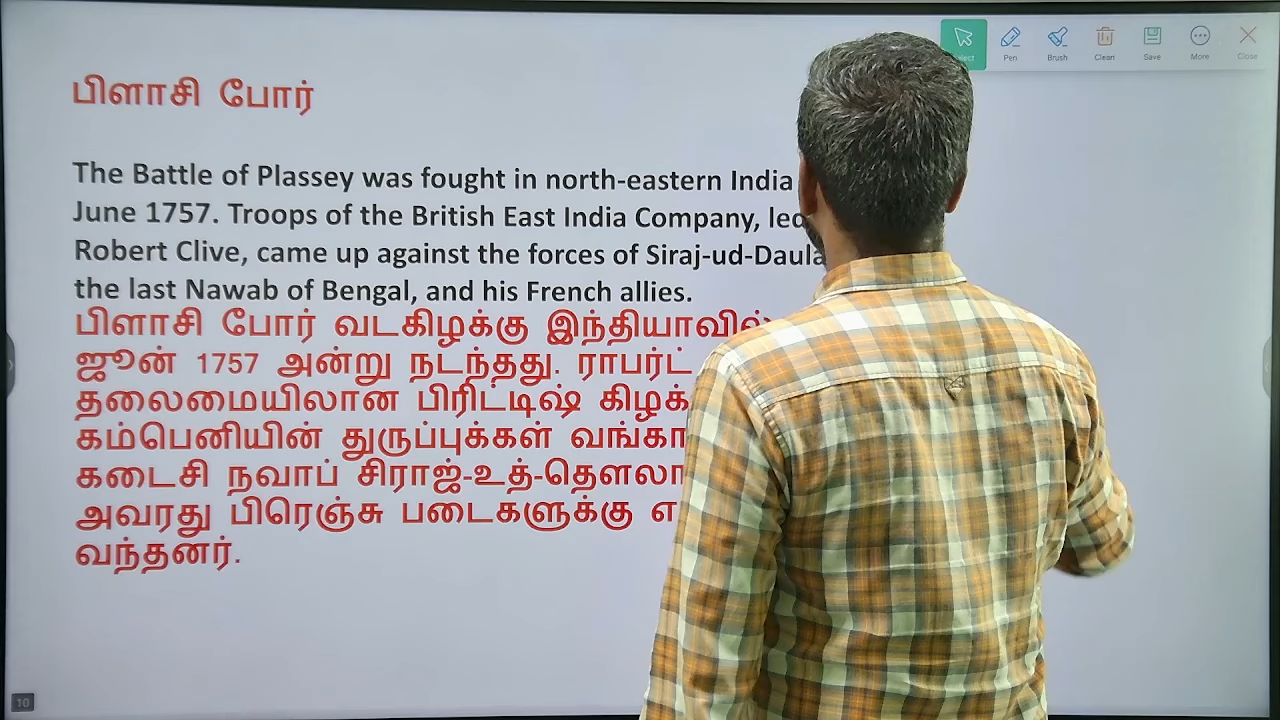 Pen
Brush
Clean
Save
More
Close
பிளாசி போர்
The Battle of Plassey was fought in north-eastern India
June 1757. Troops of the British East India Company, led
Robert Clive, came up against the forces of Siraj-ud-Daula
the last Nawab of Bengal, and his French allies.
பிளாசி போர் வடகிழக்கு இந்தியாவில்
ஜூன் 1757 அன்று நடந்தது. ராபர்ட்
தலைமையிலான பிரிட்டிஷ்
கம்பெனியின் துருப்புக்கள்
கடைசி நவாப் சிராஜ்-உத்-தௌலா
அவரது பிரெஞ்சு படைகளுக்கு
வந்தனர்.
10